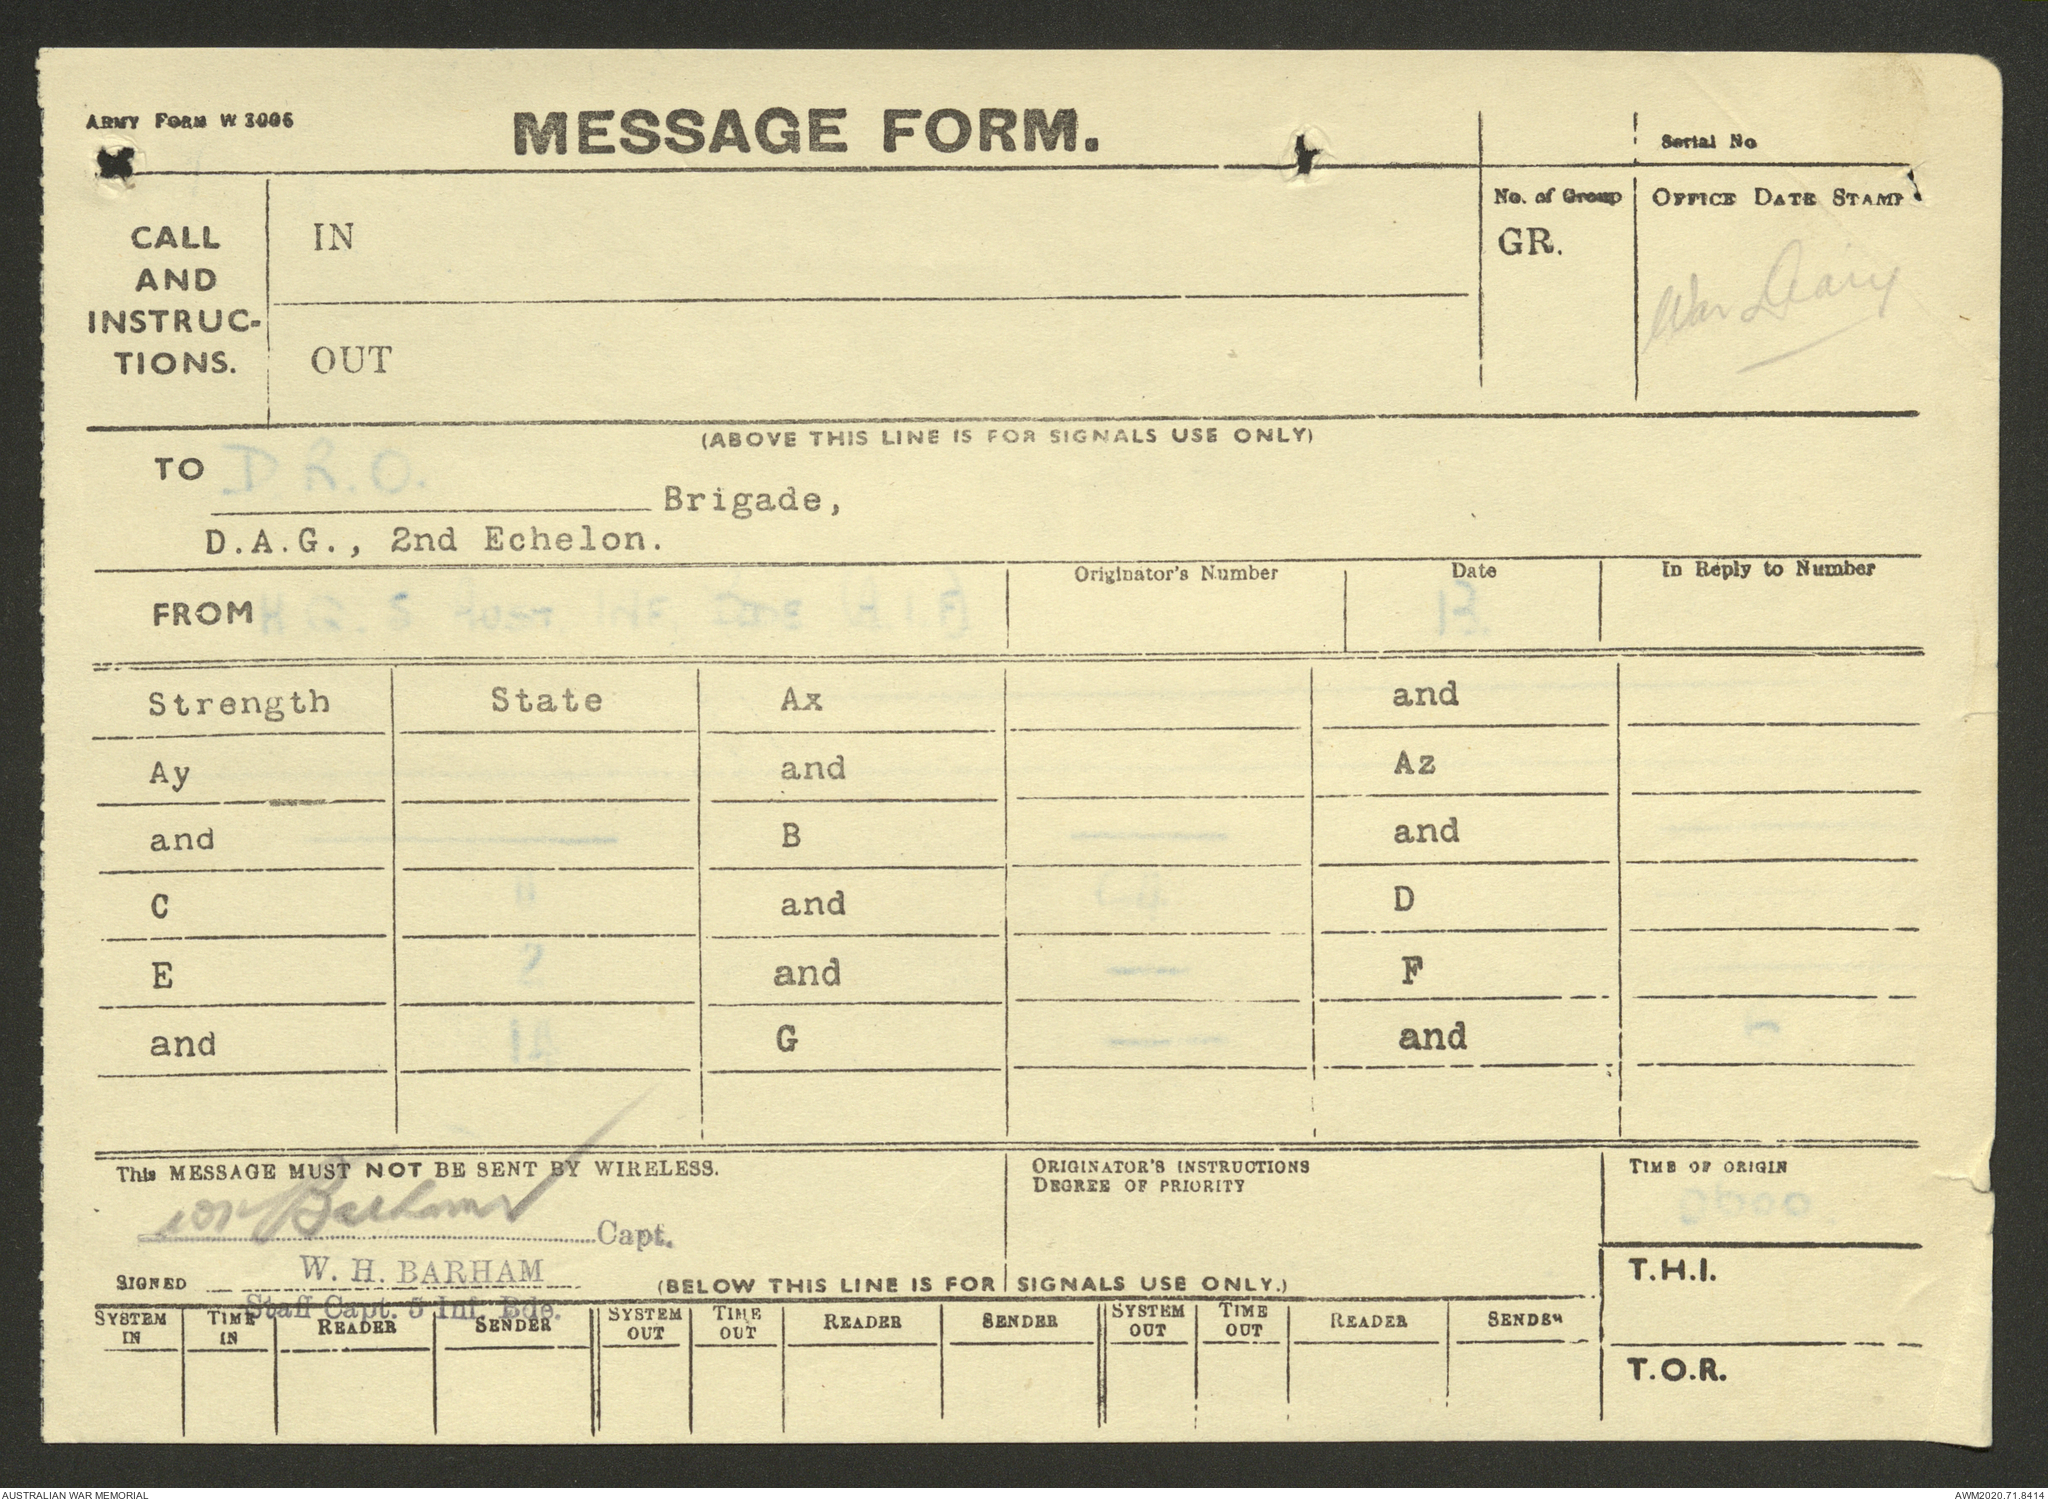 ARMY FORM W 3006
MESSAGE FORM.
Serial No
CALL
AND
INSTRUC-
TIONS.
IN
OUT
No. of Group
GR.
OFFICE DATE STAMP
War Diary
(ABOVE THIS LINE IS FOR SIGNALS USE ONLY)
TO D.R.O.
Brigade,
D.A.G., 2nd Echelon.
FROM
Originator's Number
Date
In Reply to Number
Strength State Ax and
Ay and Az
and B and
C 11 and D
E 2 and F
and 14 G and
This MESSAGE MUST NOT BE SENT BY WIRELESS.
ORIGINATOR'S INSTRUCTIONS
DEGREE OF PRIORITY
TIME OF ORIGIN
WH Barham Capt.
SIGNED W. H. BARHAM
Staff Capt. 5 Inf. Bde.
(BELOW THIS LINE IS FOR SIGNALS USE ONLY.)
T.H.I.
T.O.R.
SYSTEM IN TIME IN READER SENDER SYSTEM OUT TIME OUT READER SENDER SYSTEM OUT TIME OUT READER SENDER
AUSTRALIAN WAR MEMORIAL
AWM2020.71.8414